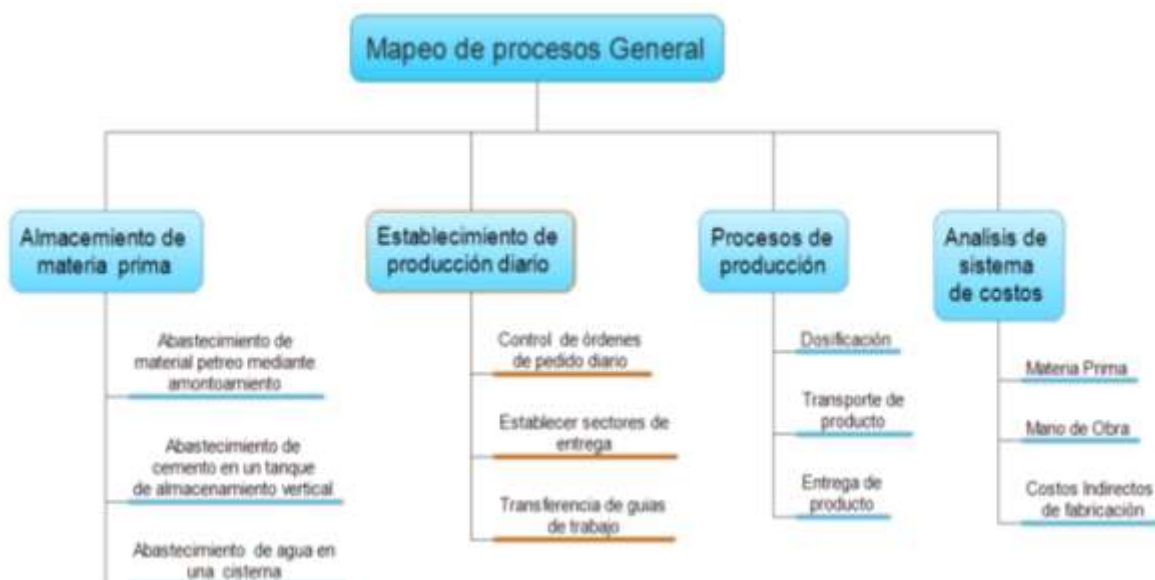 Mapeo de procesos General
Almacemiento de
materia prima
Abastecimiento de
material petreo mediante
amontoamiento
Abastecimiento de
cemento en un tanque
de almacenamiento vertical
Abastecimiento de agua en
una cisterna
Establecimiento de
producción diario
Control de órdenes
de pedido diario
Establecer sectores de
entrega
Transferencia de guias
de trabajo
Procesos de
producción
Dosificación
Transporte de
producto
Entrega de
producto
Analisis de
sistema
de costos
Materia Prima
Mano de Obra
Costos Indirectos
de fabricación